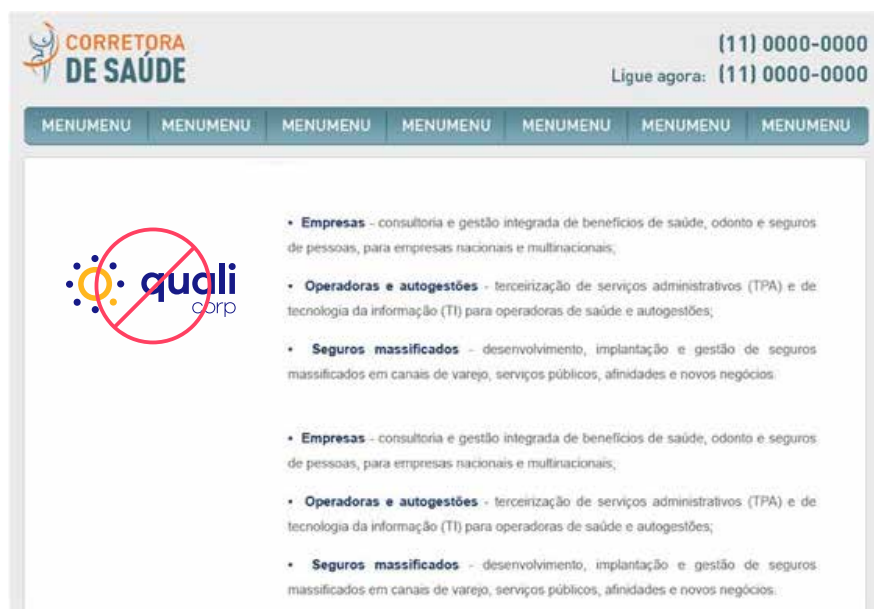 CORRETORA
DE SAÚDE
(11) 0000-0000
Ligue agora: (11) 0000-0000
MENUMENU MENUMENU MENUMENU MENUMENU MENUMENU MENUMENU MENUMENU
quali
corp
• Empresas - consultoria e gestão integrada de benefícios de saúde, odonto e seguros
de pessoas, para empresas nacionais e multinacionais;
• Operadoras e autogestões - terceirização de serviços administrativos (TPA) e de
tecnologia da informação (TI) para operadoras de saúde e autogestões;
• Seguros massificados - desenvolvimento, implantação e gestão de seguros
massificados em canais de varejo, serviços públicos, afinidades e novos negócios.
• Empresas - consultoria e gestão integrada de benefícios de saúde, odonto e seguros
de pessoas, para empresas nacionais e multinacionais;
• Operadoras e autogestões - terceirização de serviços administrativos (TPA) e de
tecnologia da informação (TI) para operadoras de saúde e autogestões;
• Seguros massificados - desenvolvimento, implantação e gestão de seguros
massificados em canais de varejo, serviços públicos, afinidades e novos negócios.